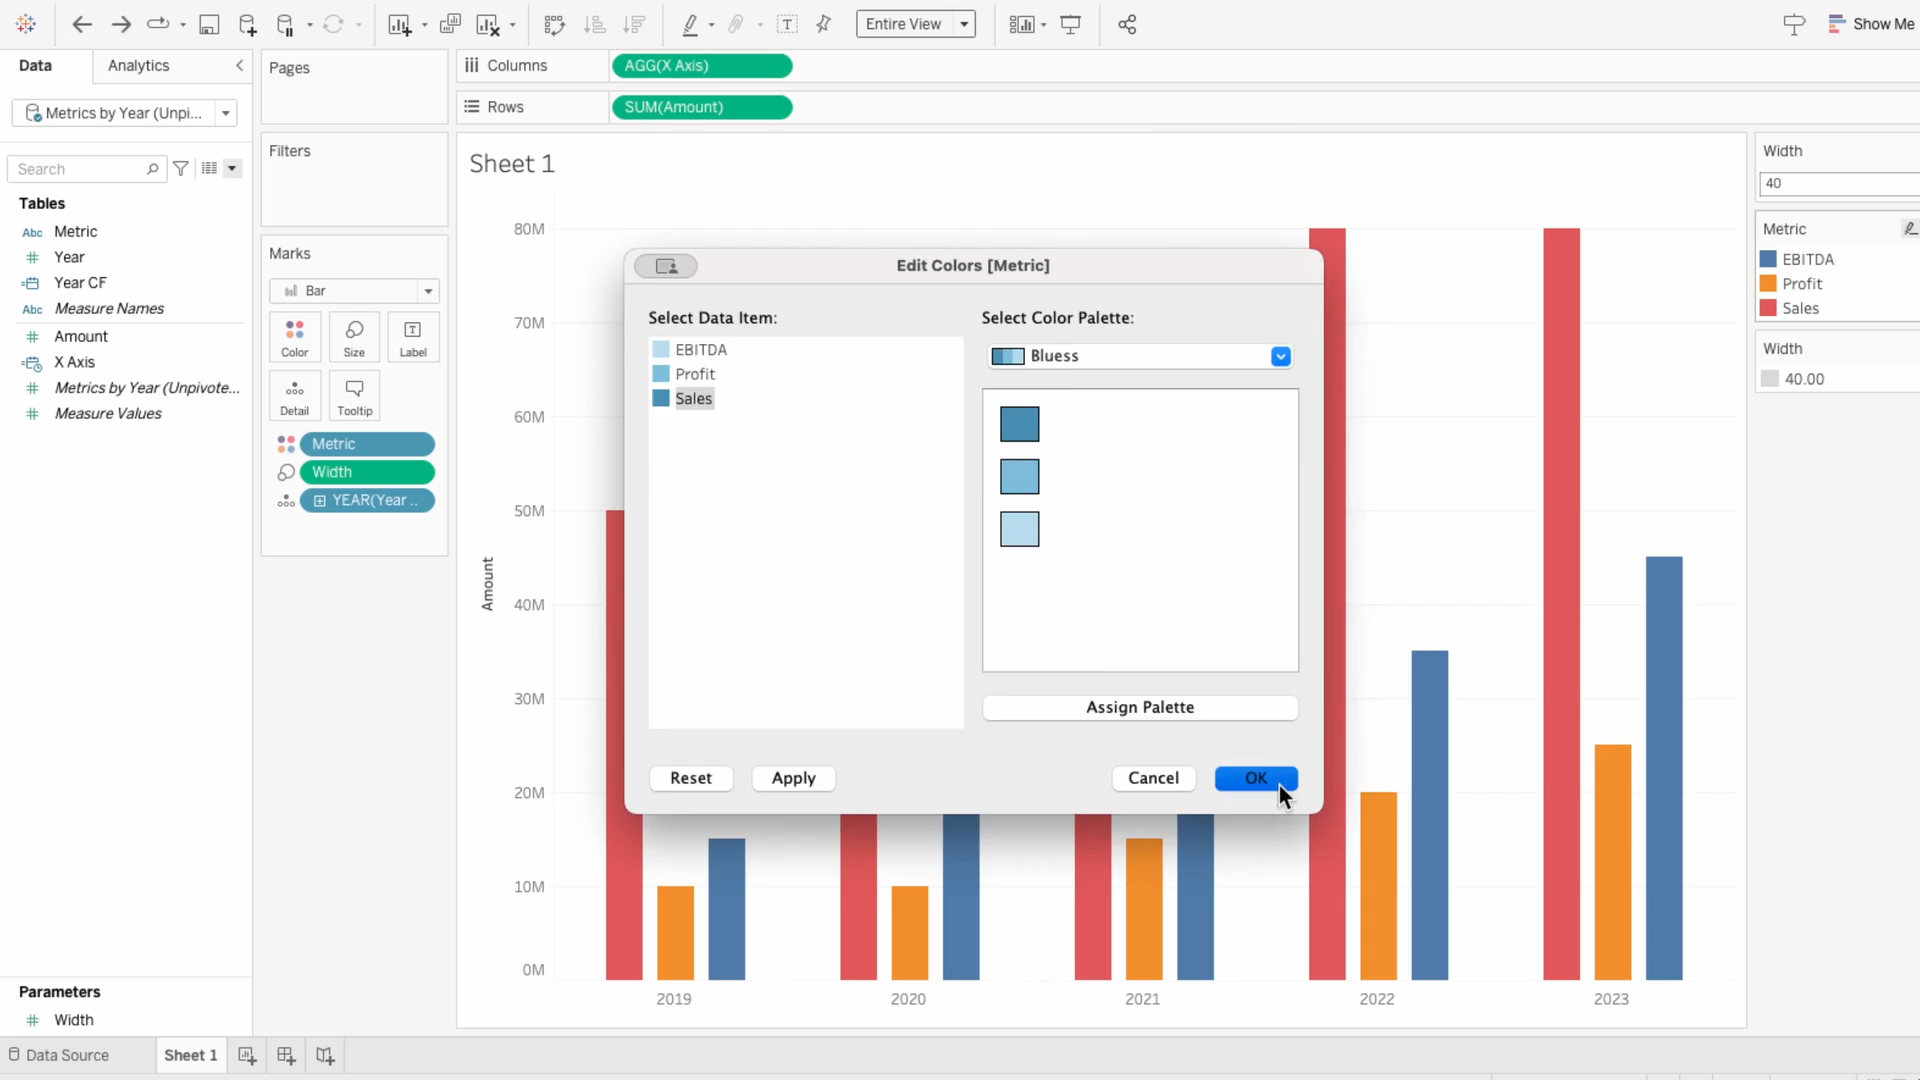 Entire View
Show Me
Data
Analytics
Pages
Columns
AGG(X Axis)
Rows
SUM(Amount)
Metrics by Year (Unpi...
Search
Filters
Tables
Abc Metric
Year
Year CF
Abc Measure Names
Amount
X Axis
Metrics by Year (Unpivote...
Measure Values
Marks
Bar
Color
Size
Label
Detail
Tooltip
Metric
Width
YEAR(Year ..
Sheet 1
Amount
80M
70M
60M
50M
40M
30M
20M
10M
0M
2019
2020
2021
2022
2023
Edit Colors [Metric]
Select Data Item:
EBITDA
Profit
Sales
Select Color Palette:
Bluess
Assign Palette
Reset
Apply
Cancel
OK
Width
40
Metric
EBITDA
Profit
Sales
Width
40.00
Parameters
Width
Data Source
Sheet 1